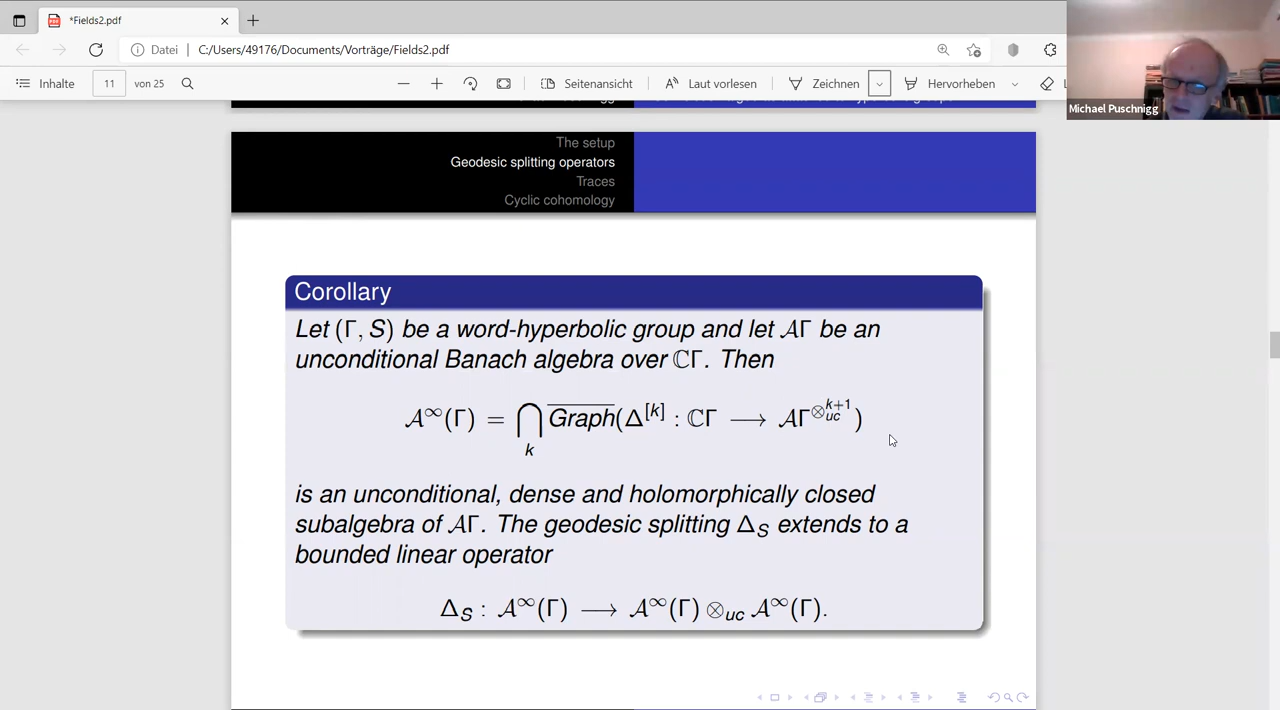 *Fields2.pdf
Datei C:/Users/49176/Documents/Vorträge/Fields2.pdf
Inhalte 11 von 25 Seitenansicht Laut vorlesen Zeichnen Hervorheben
Michael Puschnigg
The setup
Geodesic splitting operators
Traces
Cyclic cohomology
Corollary
Let (Γ, S) be a word-hyperbolic group and let 𝒜Γ be an
unconditional Banach algebra over ℂΓ. Then
𝒜^∞(Γ) = ⋂_k \overline{Graph}(Δ^{[k]} : ℂΓ ⟶ 𝒜Γ^{⊗_{uc}^{k+1}})
is an unconditional, dense and holomorphically closed
subalgebra of 𝒜Γ. The geodesic splitting Δ_S extends to a
bounded linear operator
Δ_S : 𝒜^∞(Γ) ⟶ 𝒜^∞(Γ) ⊗_{uc} 𝒜^∞(Γ).